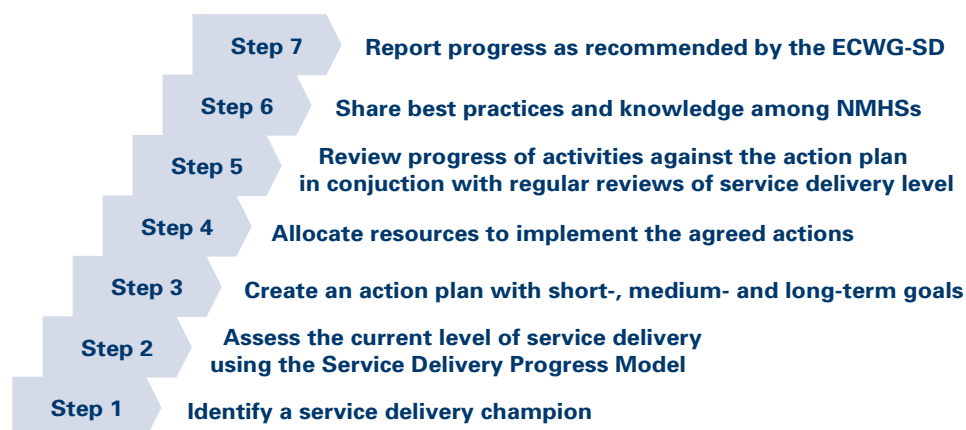 Step 7 Report progress as recommended by the ECWG-SD
Step 6 Share best practices and knowledge among NMHSs
Step 5 Review progress of activities against the action plan
in conjuction with regular reviews of service delivery level
Step 4 Allocate resources to implement the agreed actions
Step 3 Create an action plan with short-, medium- and long-term goals
Step 2 Assess the current level of service delivery
using the Service Delivery Progress Model
Step 1 Identify a service delivery champion